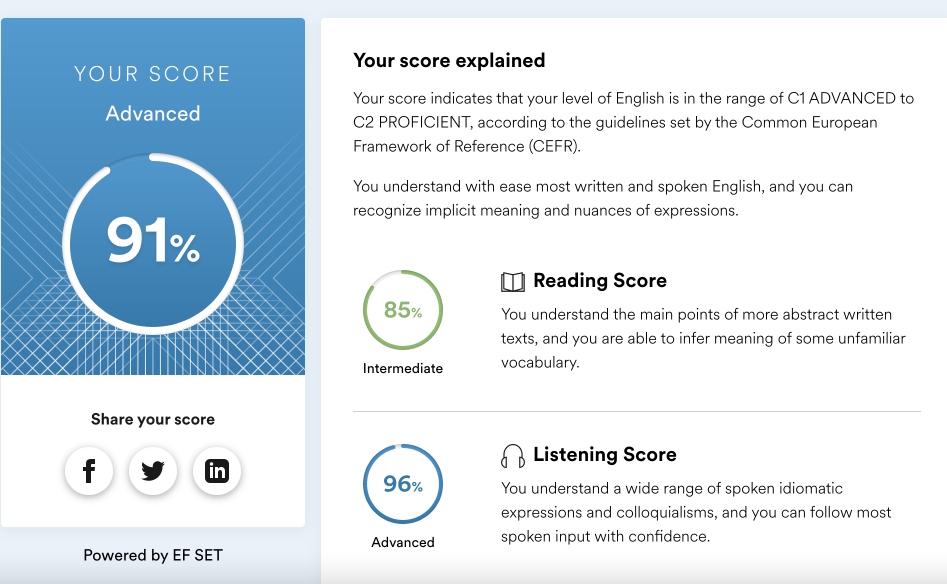 YOUR SCORE
Advanced
91%
Share your score
f
in
Powered by EF SET
Your score explained
Your score indicates that your level of English is in the range of C1 ADVANCED to
C2 PROFICIENT, according to the guidelines set by the Common European
Framework of Reference (CEFR).
You understand with ease most written and spoken English, and you can
recognize implicit meaning and nuances of expressions.
85%
Intermediate
Reading Score
You understand the main points of more abstract written
texts, and you are able to infer meaning of some unfamiliar
vocabulary.
96%
Advanced
Listening Score
You understand a wide range of spoken idiomatic
expressions and colloquialisms, and you can follow most
spoken input with confidence.